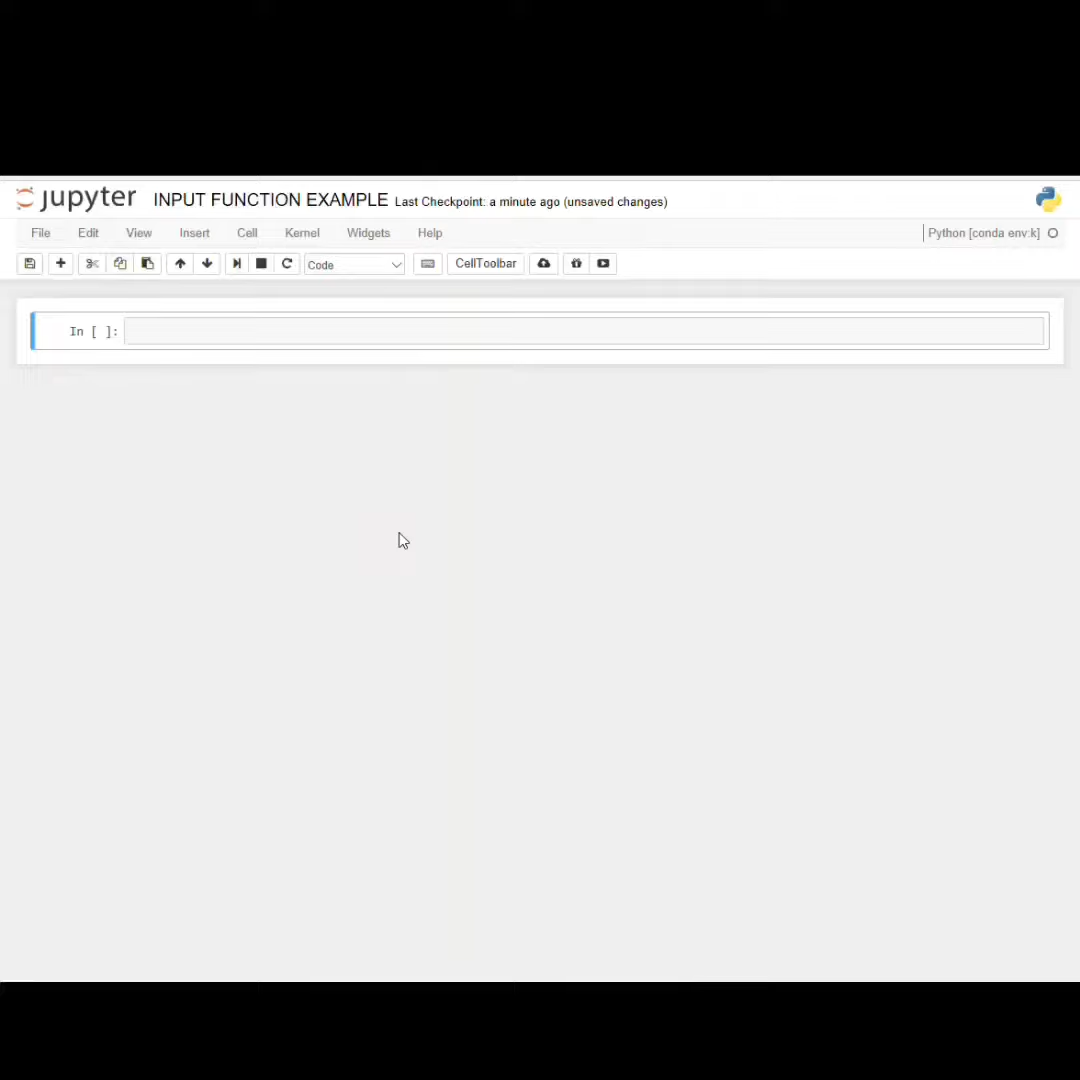 jupyter INPUT FUNCTION EXAMPLE Last Checkpoint: a minute ago (unsaved changes)
File Edit View Insert Cell Kernel Widgets Help Python [conda env:k]
Code CellToolbar
In [ ]: